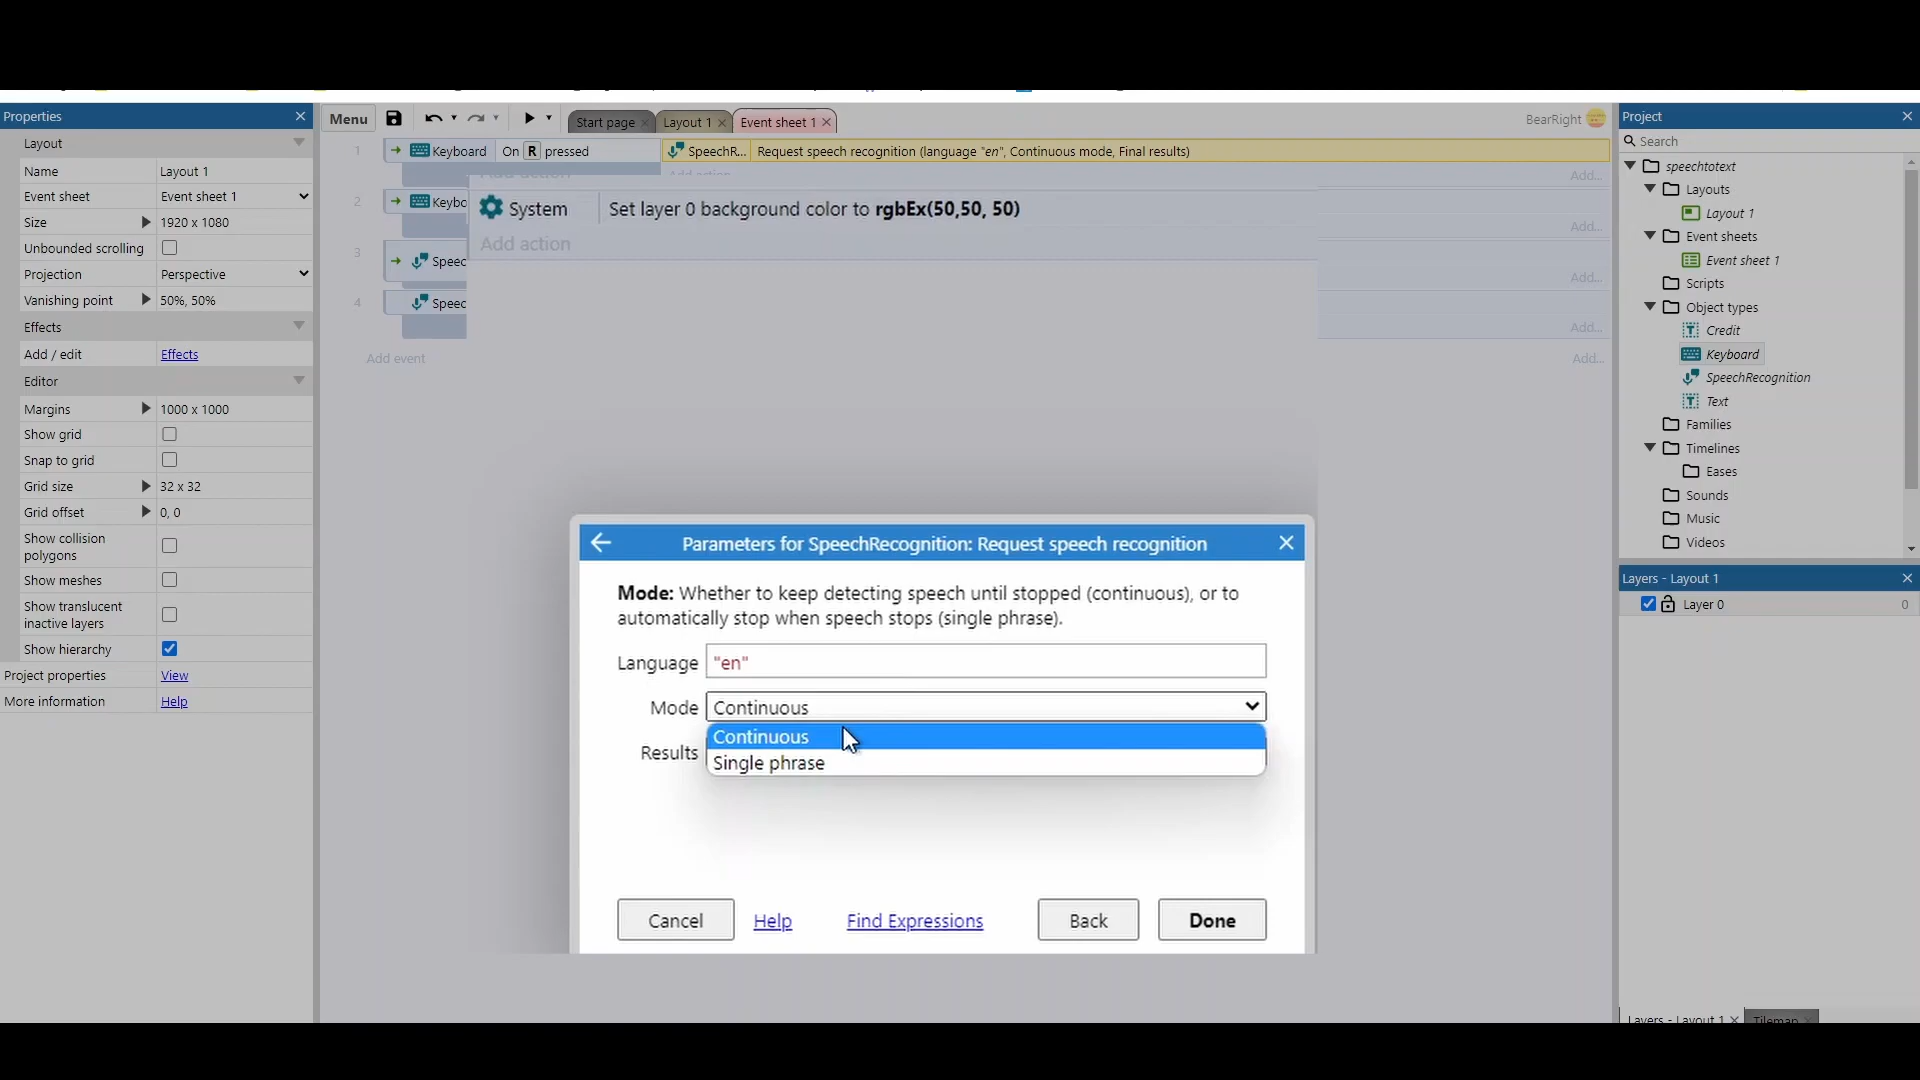 Properties
Layout
Name Layout 1
Event sheet Event sheet 1
Size 1920 x 1080
Unbounded scrolling
Projection Perspective
Vanishing point 50%, 50%
Effects
Add / edit Effects
Editor
Margins 1000 x 1000
Show grid
Snap to grid
Grid size 32 x 32
Grid offset 0, 0
Show collision
polygons
Show meshes
Show translucent
inactive layers
Show hierarchy
Project properties View
More information Help
Menu
Start page Layout 1 Event sheet 1
BearRight
1 Keyboard On R pressed SpeechR... Request speech recognition (language "en", Continuous mode, Final results)
Add action Add...
2 Keybo
System Set layer 0 background color to rgbEx(50,50, 50)
Add...
Add action
3 Speec
Add...
4 Speec
Add...
Add event Add...
Parameters for SpeechRecognition: Request speech recognition
Mode: Whether to keep detecting speech until stopped (continuous), or to
automatically stop when speech stops (single phrase).
Language "en"
Mode Continuous
Continuous
Results
Single phrase
Cancel Help Find Expressions Back Done
Project
Search
speechtotext
Layouts
Layout 1
Event sheets
Event sheet 1
Scripts
Object types
Credit
Keyboard
SpeechRecognition
Text
Families
Timelines
Eases
Sounds
Music
Videos
Layers - Layout 1
Layer 0 0
Layers - Layout 1 Tilemap